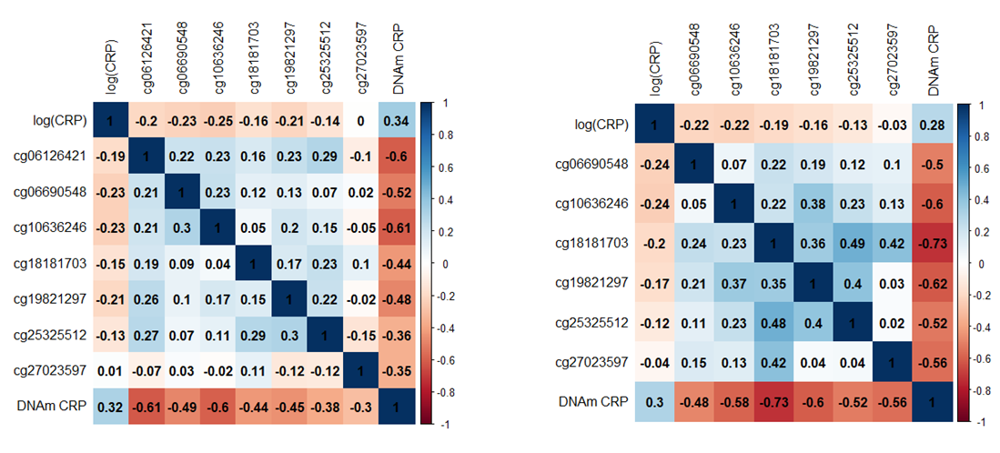 log(CRP) cg06126421 cg06690548 cg10636246 cg18181703 cg19821297 cg25325512 cg27023597 DNAm CRP
log(CRP) 1 -0.2 -0.23 -0.25 -0.16 -0.21 -0.14 0 0.34
cg06126421 -0.19 1 0.22 0.23 0.16 0.23 0.29 -0.1 -0.6
cg06690548 -0.23 0.21 1 0.23 0.12 0.13 0.07 0.02 -0.52
cg10636246 -0.23 0.21 0.3 1 0.05 0.2 0.15 -0.05 -0.61
cg18181703 -0.15 0.19 0.09 0.04 1 0.17 0.23 0.1 -0.44
cg19821297 -0.21 0.26 0.1 0.17 0.15 1 0.22 -0.02 -0.48
cg25325512 -0.13 0.27 0.07 0.11 0.29 0.3 1 -0.15 -0.36
cg27023597 0.01 -0.07 0.03 -0.02 0.11 -0.12 -0.12 1 -0.35
DNAm CRP 0.32 -0.61 -0.49 -0.6 -0.44 -0.45 -0.38 -0.3 1
1
0.8
0.6
0.4
0.2
0
-0.2
-0.4
-0.6
-0.8
-1
log(CRP) cg06690548 cg10636246 cg18181703 cg19821297 cg25325512 cg27023597 DNAm CRP
log(CRP) 1 -0.22 -0.22 -0.19 -0.16 -0.13 -0.03 0.28
cg06690548 -0.24 1 0.07 0.22 0.19 0.12 0.1 -0.5
cg10636246 -0.24 0.05 1 0.22 0.38 0.23 0.13 -0.6
cg18181703 -0.2 0.24 0.23 1 0.36 0.49 0.42 -0.73
cg19821297 -0.17 0.21 0.37 0.35 1 0.4 0.03 -0.62
cg25325512 -0.12 0.11 0.23 0.48 0.4 1 0.02 -0.52
cg27023597 -0.04 0.15 0.13 0.42 0.04 0.04 1 -0.56
DNAm CRP 0.3 -0.48 -0.58 -0.73 -0.6 -0.52 -0.56 1
1
0.8
0.6
0.4
0.2
0
-0.2
-0.4
-0.6
-0.8
-1